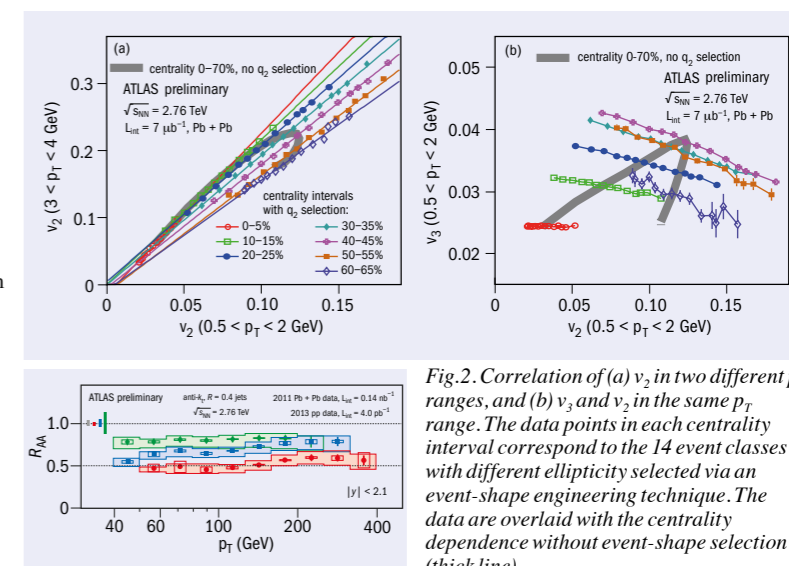 (a)
centrality 0–70%, no q2 selection
ATLAS preliminary
√sNN = 2.76 TeV
Lint = 7 μb−1, Pb + Pb
v2 (3 < pT < 4 GeV)
0.3
0.2
0.1
0
centrality intervals
with q2 selection:
0–5%
30–35%
10–15%
40–45%
20–25%
50–55%
60–65%
0 0.05 0.10 0.15
v2 (0.5 < pT < 2 GeV)
(b)
centrality 0-70%, no q2 selection
ATLAS preliminary
√sNN = 2.76 TeV
Lint = 7 μb−1, Pb + Pb
v3 (0.5 < pT < 2 GeV)
0.05
0.04
0.03
0.02
0 0.05 0.10 0.15
v2 (0.5 < pT < 2 GeV)
ATLAS preliminary
anti-kt, R = 0.4 jets
√sNN = 2.76 TeV
2011 Pb + Pb data, Lint = 0.14 nb−1
2013 pp data, Lint = 4.0 pb−1
RAA
1.0
0.5
0
|y| < 2.1
40 60 100 200 400
pT (GeV)
Fig.2. Correlation of (a) v2 in two different p
ranges, and (b) v3 and v2 in the same pT
range. The data points in each centrality
interval correspond to the 14 event classes
with different ellipticity selected via an
event-shape engineering technique. The
data are overlaid with the centrality
dependence without event-shape selection
(thick line)